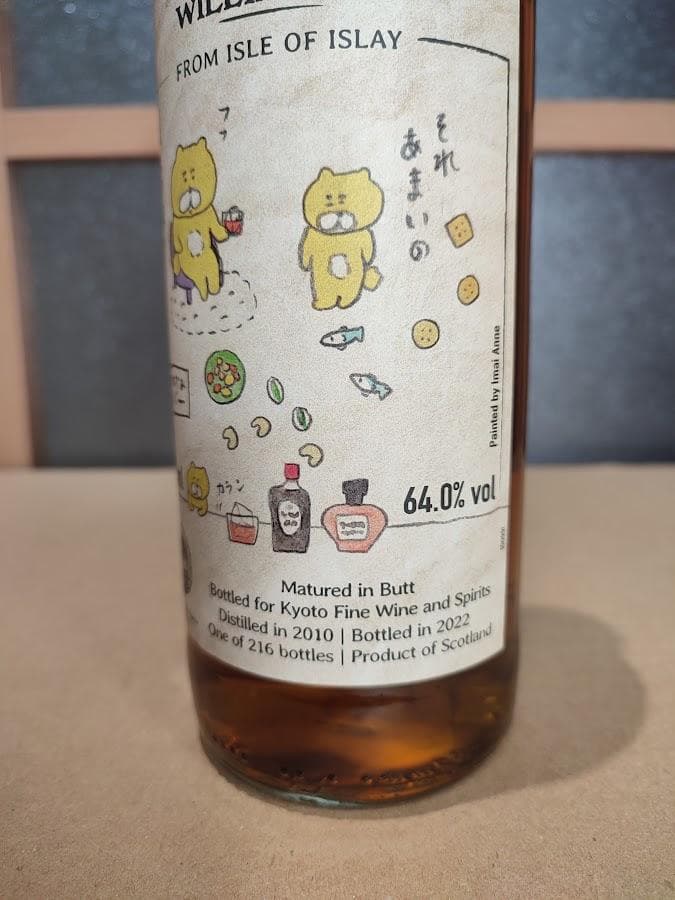 FROM ISLE OF ISLAY
フフ
それ
あまいの
Painted by Imai Anne
カラン
64.0% vol
Matured in Butt
Bottled for Kyoto Fine Wine and Spirits
Distilled in 2010 | Bottled in 2022
One of 216 bottles | Product of Scotland